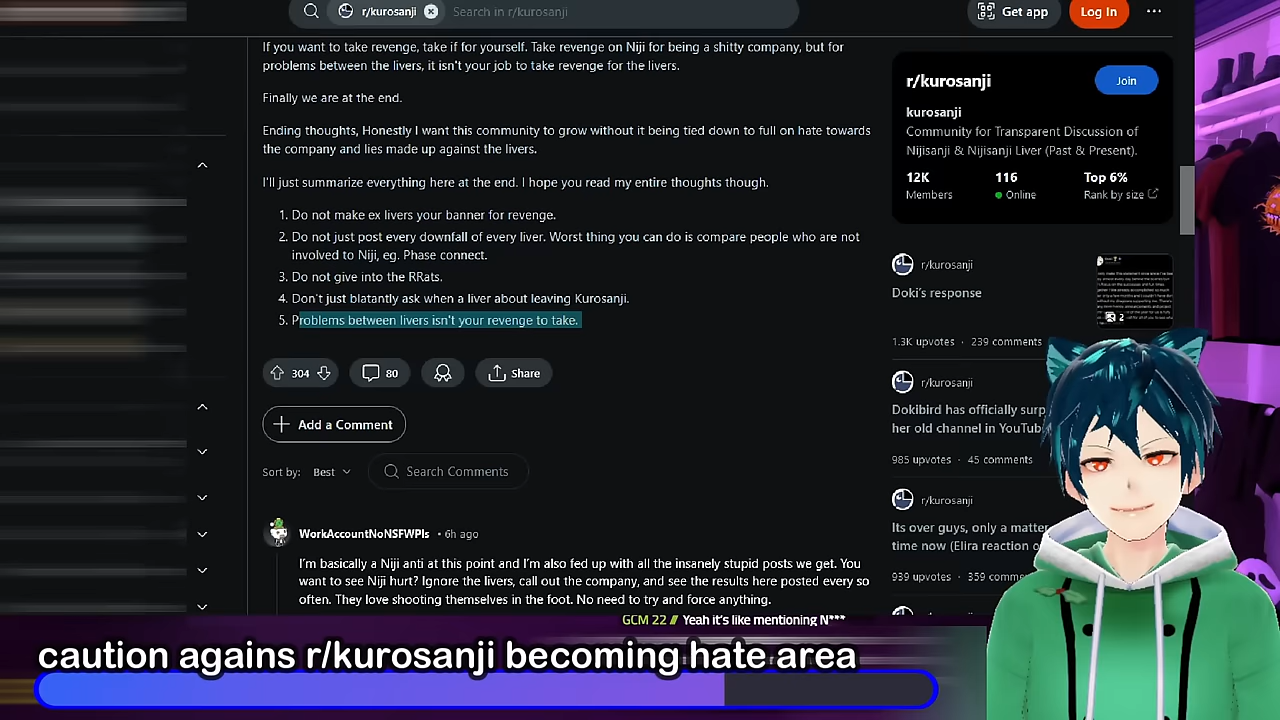 r/kurosanji
Search in r/kurosanji
Get app
Log In
If you want to take revenge, take if for yourself. Take revenge on Niji for being a shitty company, but for
problems between the livers, it isn't your job to take revenge for the livers.
Finally we are at the end.
Ending thoughts, Honestly I want this community to grow without it being tied down to full on hate towards
the company and lies made up against the livers.
I'll just summarize everything here at the end. I hope you read my entire thoughts though.
1. Do not make ex livers your banner for revenge.
2. Do not just post every downfall of every liver. Worst thing you can do is compare people who are not
involved to Niji, eg. Phase connect.
3. Do not give into the RRats.
4. Don't just blatantly ask why a liver about leaving Kurosanji.
5. Problems between livers isn't your revenge to take.
304
80
Share
Add a Comment
Sort by:
Best
Search Comments
WorkAccountNoNSFWPls • 6h ago
I'm basically a Niji anti at this point and I'm also fed up with all the insanely stupid posts we get. You
want to see Niji hurt? Ignore the livers, call out the company, and see the results here posted every so
often. They love shooting themselves in the foot. No need to try and force anything.
r/kurosanji
Join
kurosanji
Community for Transparent Discussion of
Nijisanji & Nijisanji Liver (Past & Present).
12K
116
Top 6%
Members
Online
Rank by size
r/kurosanji
Doki's response
2
1.3K upvotes · 239 comments
r/kurosanji
Dokibird has officially surp
her old channel in YouTub
985 upvotes · 45 comments
r/kurosanji
Its over guys, only a matter
time now (Elira reaction o
939 upvotes · 359 comme
GCM 22 // Yeah it's like mentioning N***
caution agains r/kurosanji becoming hate area